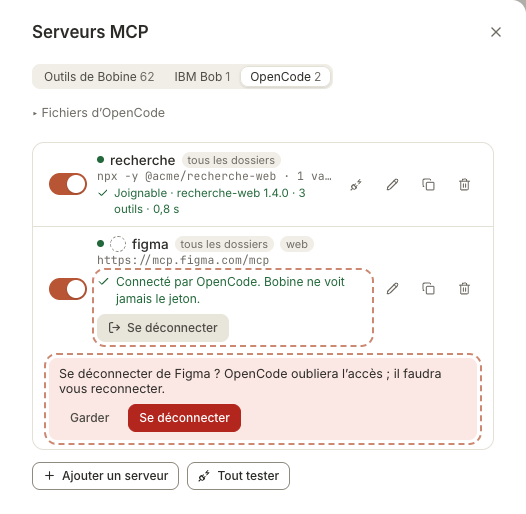 Serveurs MCP
Outils de Bobine 62 IBM Bob 1 OpenCode 2
Fichiers d’OpenCode
recherche tous les dossiers
npx -y @acme/recherche-web · 1 va…
Joignable · recherche-web 1.4.0 · 3
outils · 0,8 s
figma tous les dossiers web
https://mcp.figma.com/mcp
Connecté par OpenCode. Bobine ne voit
jamais le jeton.
Se déconnecter
Se déconnecter de Figma ? OpenCode oubliera l’accès ; il faudra
vous reconnecter.
Garder Se déconnecter
Ajouter un serveur Tout tester